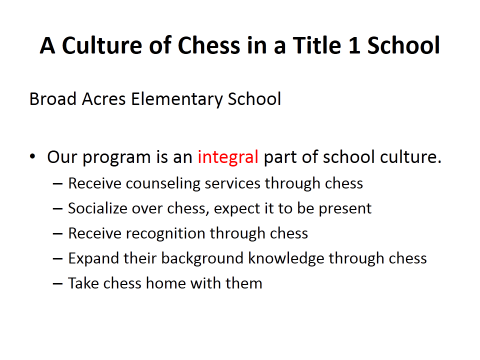 A Culture of Chess in a Title 1 School
Broad Acres Elementary School
• Our program is an integral part of school culture.
– Receive counseling services through chess
– Socialize over chess, expect it to be present
– Receive recognition through chess
– Expand their background knowledge through chess
– Take chess home with them